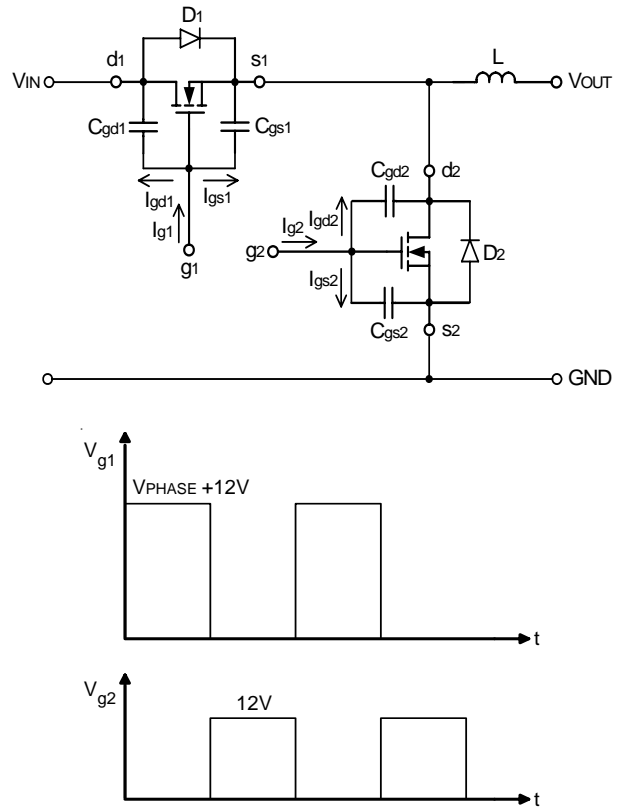 D1
d1
s1
L
VIN
VOUT
Cgd1
Cgs1
Igd1
Igs1
Ig1
g1
Cgd2
d2
Igd2
Ig2
g2
D2
Igs2
Cgs2
s2
GND
Vg1
VPHASE +12V
t
Vg2
12V
t